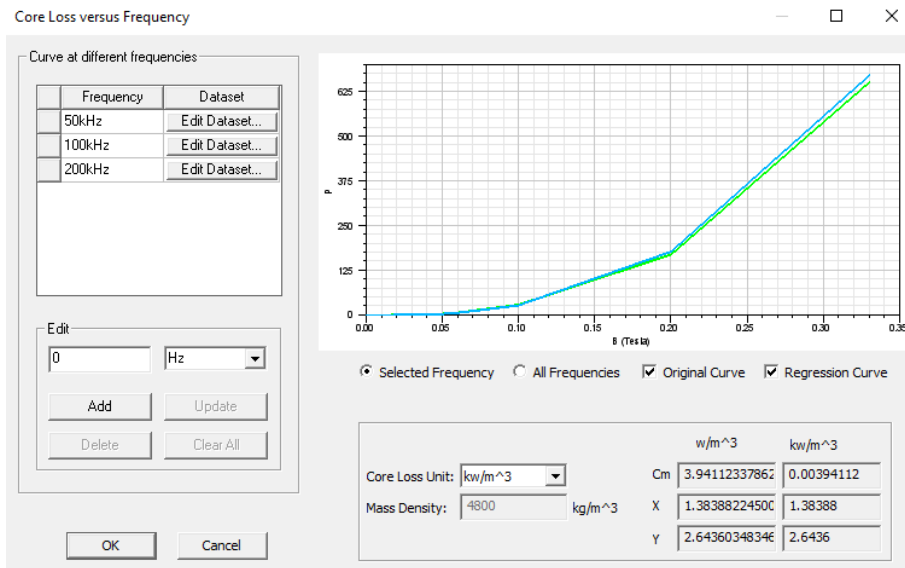 Core Loss versus Frequency
Curve at different frequencies
Frequency Dataset
50kHz Edit Dataset...
100kHz Edit Dataset...
200kHz Edit Dataset...
Edit
0 Hz
Add Update
Delete Clear All
OK Cancel
625
500
375
250
125
0
P
0.00 0.05 0.10 0.15 0.20 0.25 0.30 0.35
B (Tesla)
Selected Frequency All Frequencies Original Curve Regression Curve
w/m^3 kw/m^3
Core Loss Unit: kw/m^3
Mass Density: 4800 kg/m^3
Cm 3.94112337862 0.00394112
X 1.38388224500 1.38388
Y 2.64360348346 2.6436